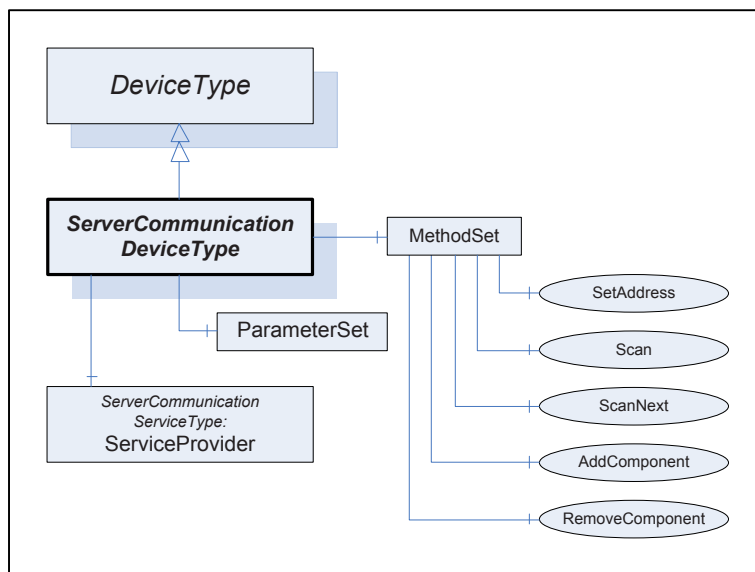 DeviceType
ServerCommunication
DeviceType
MethodSet
SetAddress
ParameterSet
Scan
ServerCommunication
ServiceType:
ServiceProvider
ScanNext
AddComponent
RemoveComponent